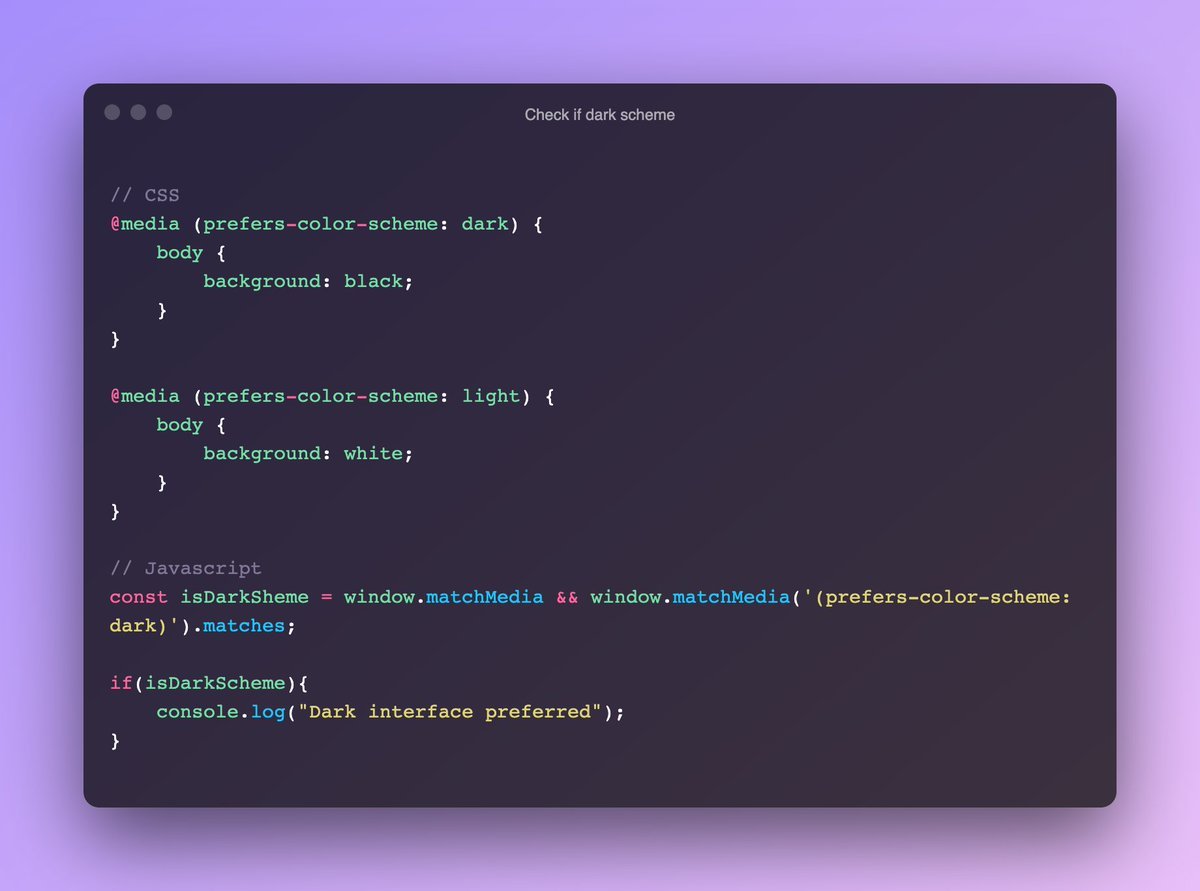 Check if dark scheme
// CSS
@media (prefers-color-scheme: dark) {
    body {
        background: black;
    }
}
@media (prefers-color-scheme: light) {
    body {
        background: white;
    }
}
// Javascript
const isDarkSheme = window.matchMedia && window.matchMedia('(prefers-color-scheme:
dark)').matches;
if(isDarkScheme){
    console.log("Dark interface preferred");
}